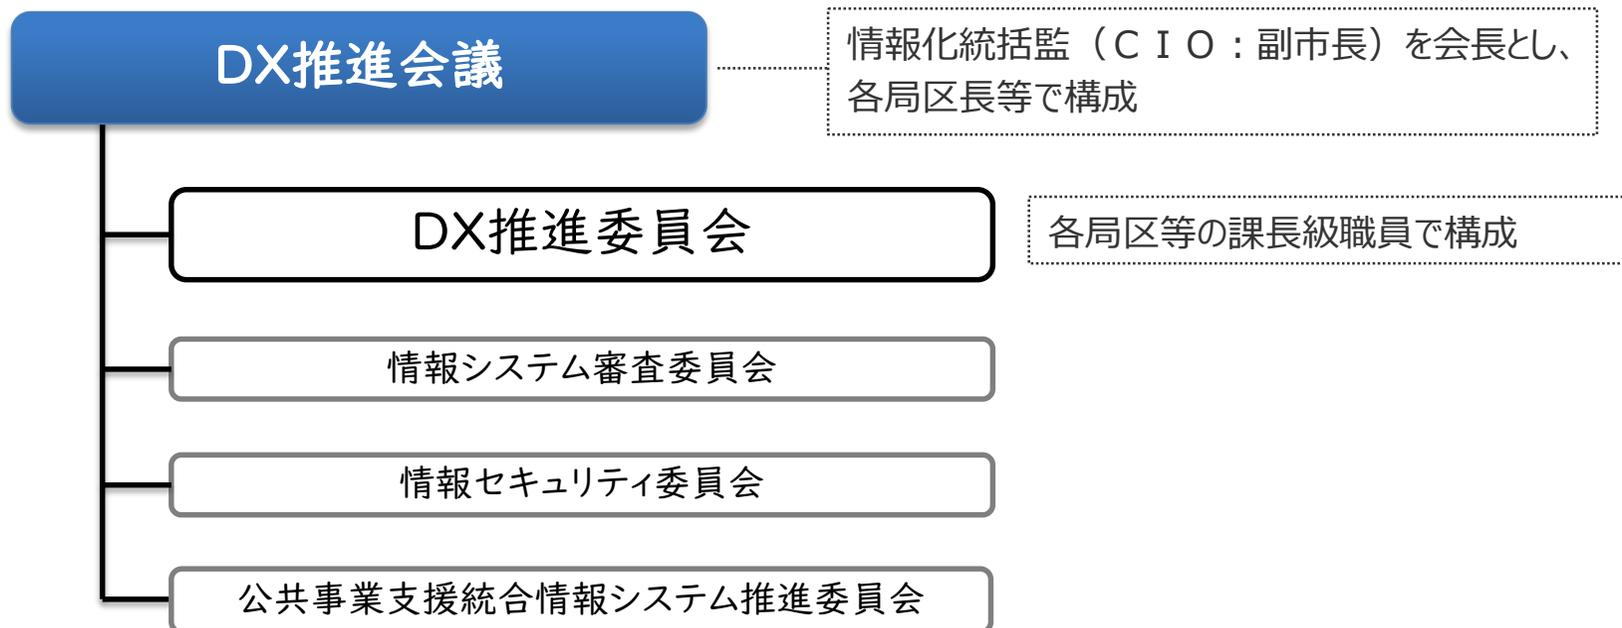 DX推進会議
情報化統括監（ＣＩＯ：副市長）を会長とし、
各局区長等で構成
DX推進委員会
各局区等の課長級職員で構成
情報システム審査委員会
情報セキュリティ委員会
公共事業支援統合情報システム推進委員会